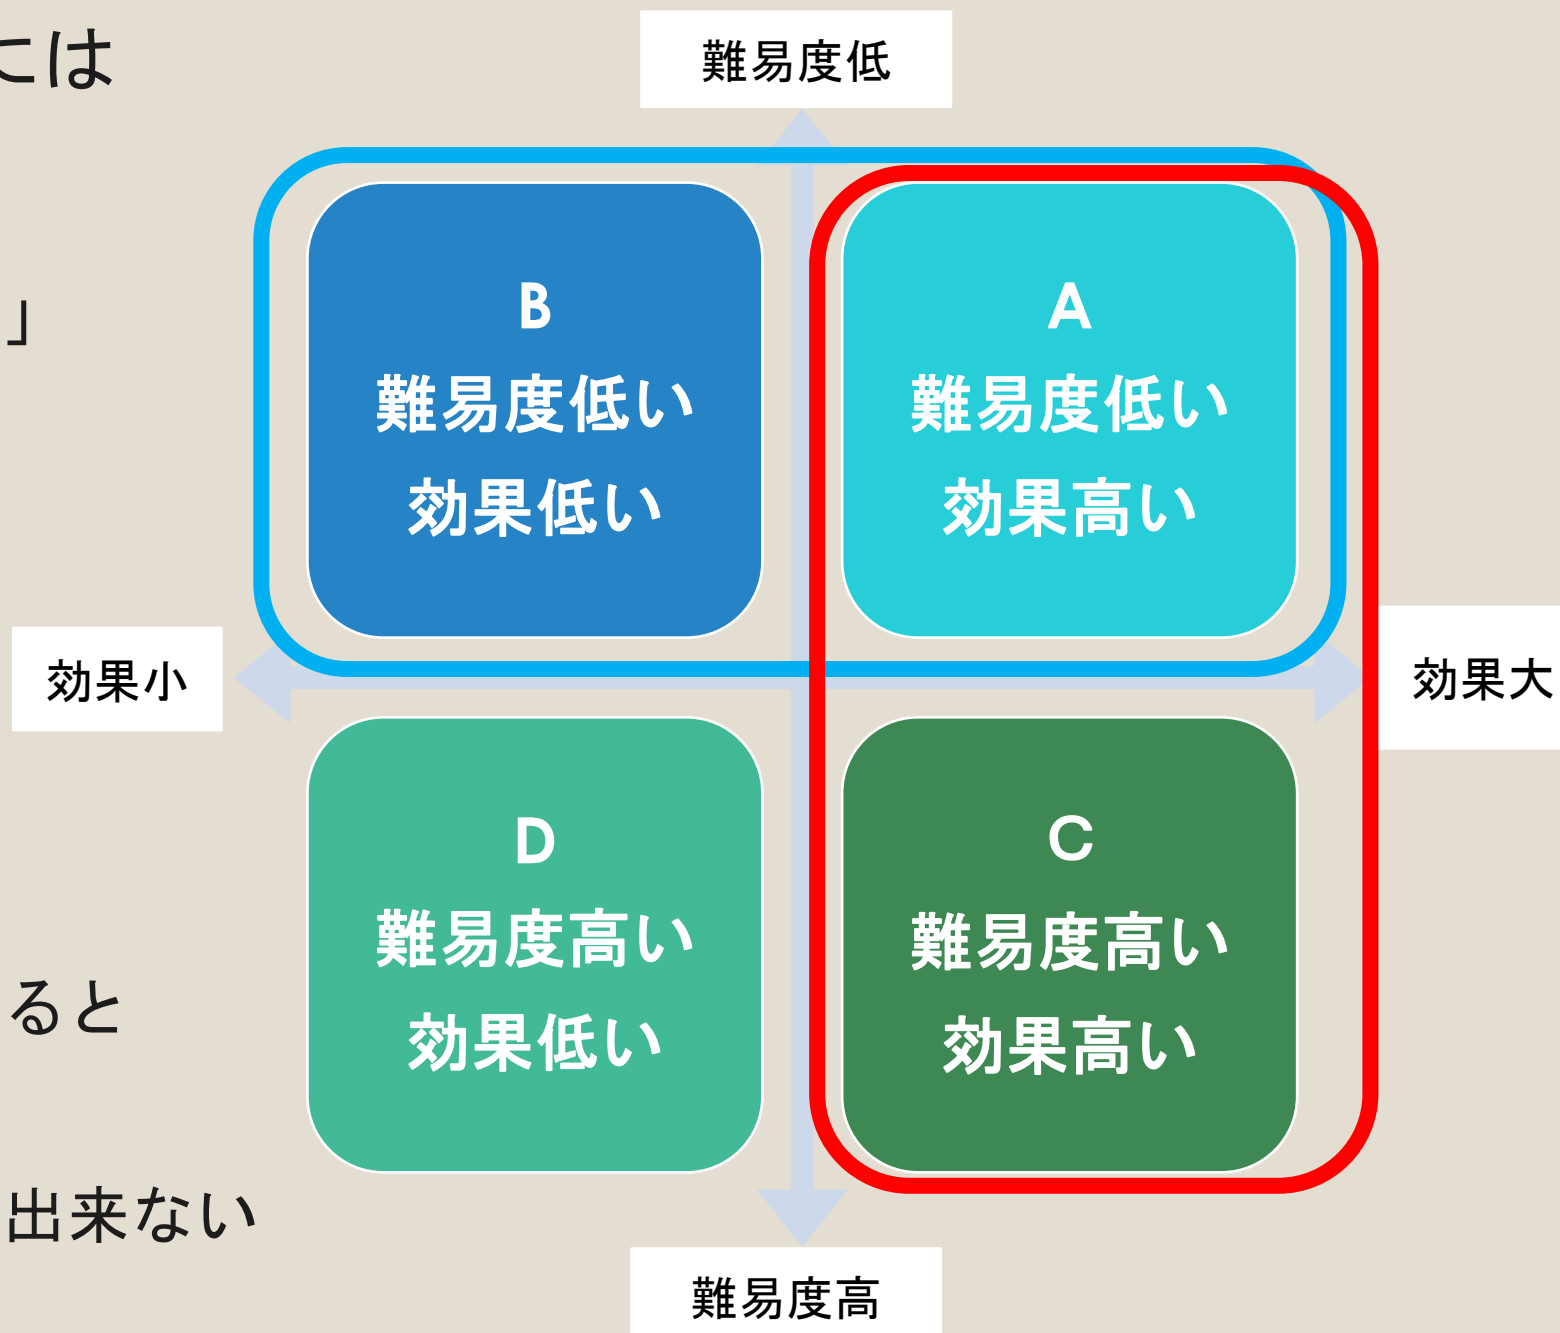 には
難易度低
」
B
難易度低い
効果低い
A
難易度低い
効果高い
効果小
効果大
D
難易度高い
効果低い
C
難易度高い
効果高い
ると
出来ない
難易度高